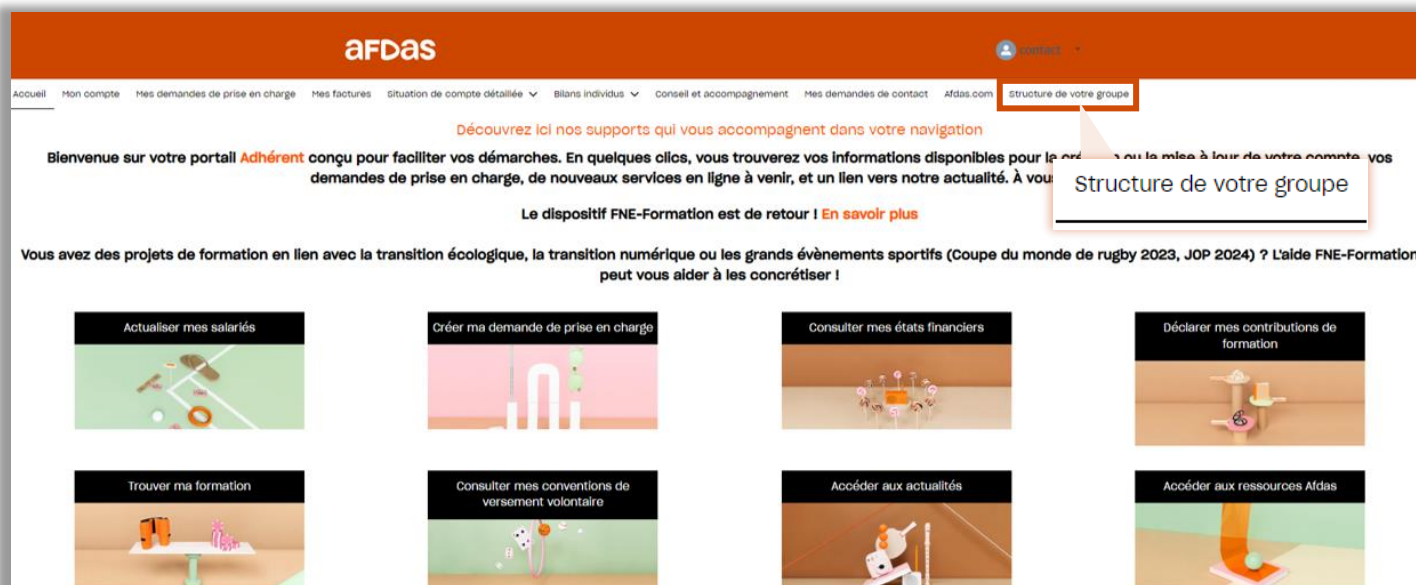 aFDas
contact
Accueil Mon compte Mes demandes de prise en charge Mes factures Situation de compte détaillée Bilans individus Conseil et accompagnement Mes demandes de contact Afdas.com Structure de votre groupe
Découvrez ici nos supports qui vous accompagnent dans votre navigation
Bienvenue sur votre portail Adhérent conçu pour faciliter vos démarches. En quelques clics, vous trouverez vos informations disponibles pour la ou la mise à jour de votre compte, vos
demandes de prise en charge, de nouveaux services en ligne à venir, et un lien vers notre actualité. À vous
Structure de votre groupe
Le dispositif FNE-Formation est de retour ! En savoir plus
Vous avez des projets de formation en lien avec la transition écologique, la transition numérique ou les grands évènements sportifs (Coupe du monde de rugby 2023, JOP 2024) ? L'aide FNE-Formation
peut vous aider à les concrétiser !
Actualiser mes salariés
Créer ma demande de prise en charge
Consulter mes états financiers
Déclarer mes contributions de
formation
Trouver ma formation
Consulter mes conventions de
versement volontaire
Accéder aux actualités
Accéder aux ressources Afdas